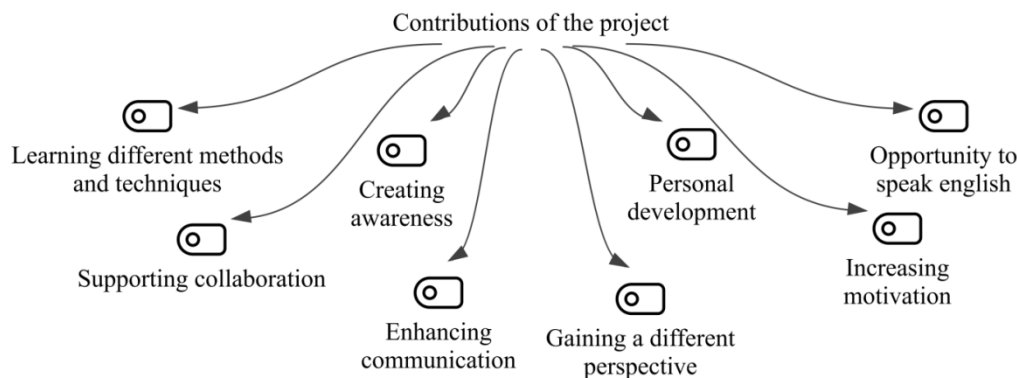 Contributions of the project
Learning different methods
and techniques
Creating
awareness
Personal
development
Opportunity to
speak english
Supporting collaboration
Enhancing
communication
Gaining a different
perspective
Increasing
motivation